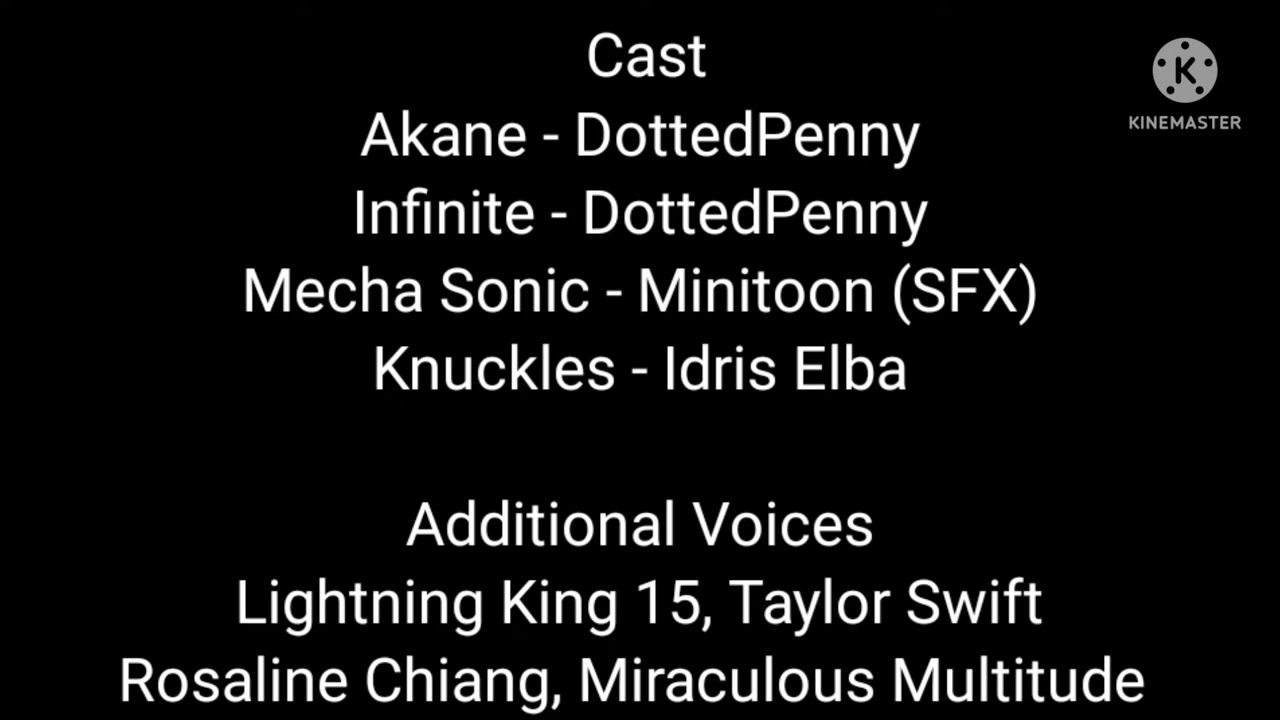 Cast
K
KINEMASTER
Akane - DottedPenny
Infinite - DottedPenny
Mecha Sonic - Minitoon (SFX)
Knuckles - Idris Elba
Additional Voices
Lightning King 15, Taylor Swift
Rosaline Chiang, Miraculous Multitude